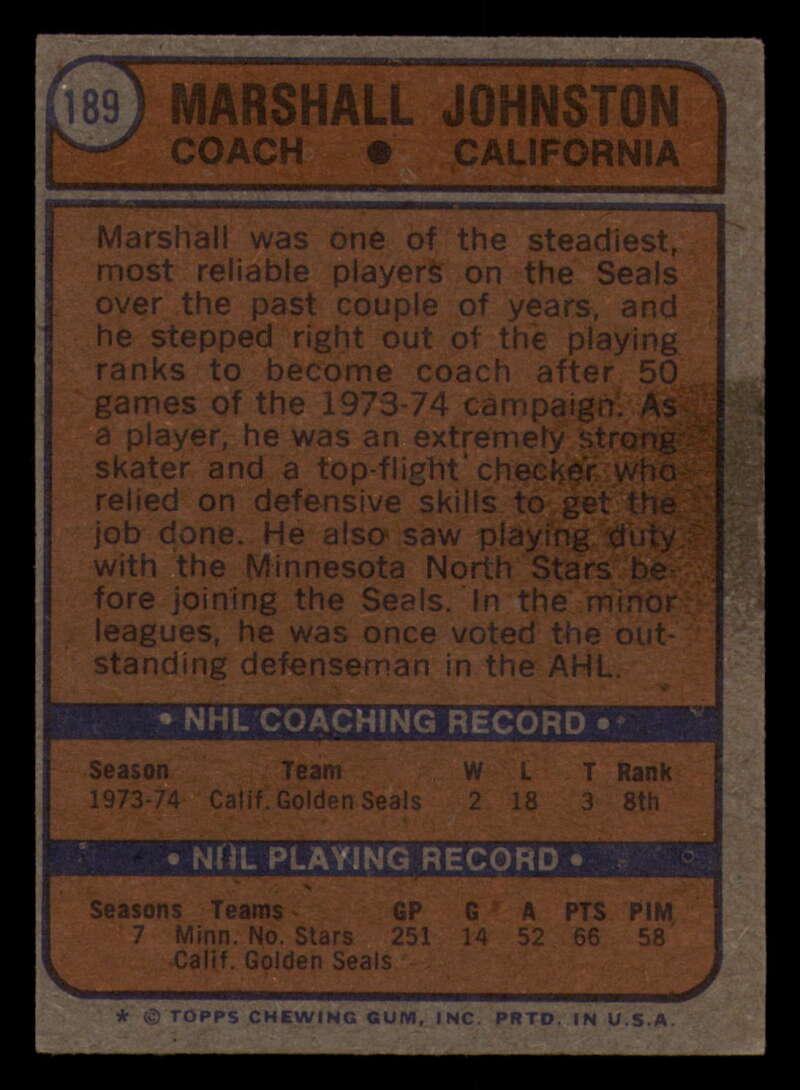 189
MARSHALL JOHNSTON
COACH • CALIFORNIA
Marshall was one of the steadiest,
most reliable players on the Seals
over the past couple of years, and
he stepped right out of the playing
ranks to become coach after 50
games of the 1973-74 campaign. As
a player, he was an extremely strong
skater and a top-flight checker who
relied on defensive skills to get the
job done. He also saw playing duty
with the Minnesota North Stars be-
fore joining the Seals. In the minor
leagues, he was once voted the out-
standing defenseman in the AHL.
• NHL COACHING RECORD •
Season Team W L T Rank
1973-74 Calif. Golden Seals 2 18 3 8th
• NHL PLAYING RECORD •
Seasons Teams GP G A PTS PIM
7 Minn. No. Stars 251 14 52 66 58
Calif. Golden Seals
* © TOPPS CHEWING GUM, INC. PRTD. IN U.S.A.